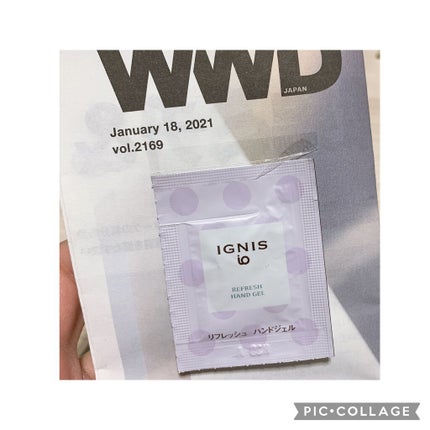 WWD
JAPAN
January 18, 2021
vol.2169
IGNIS
io
REFRESH
HAND GEL
リフレッシュ ハンドジェル
PIC•COLLAGE